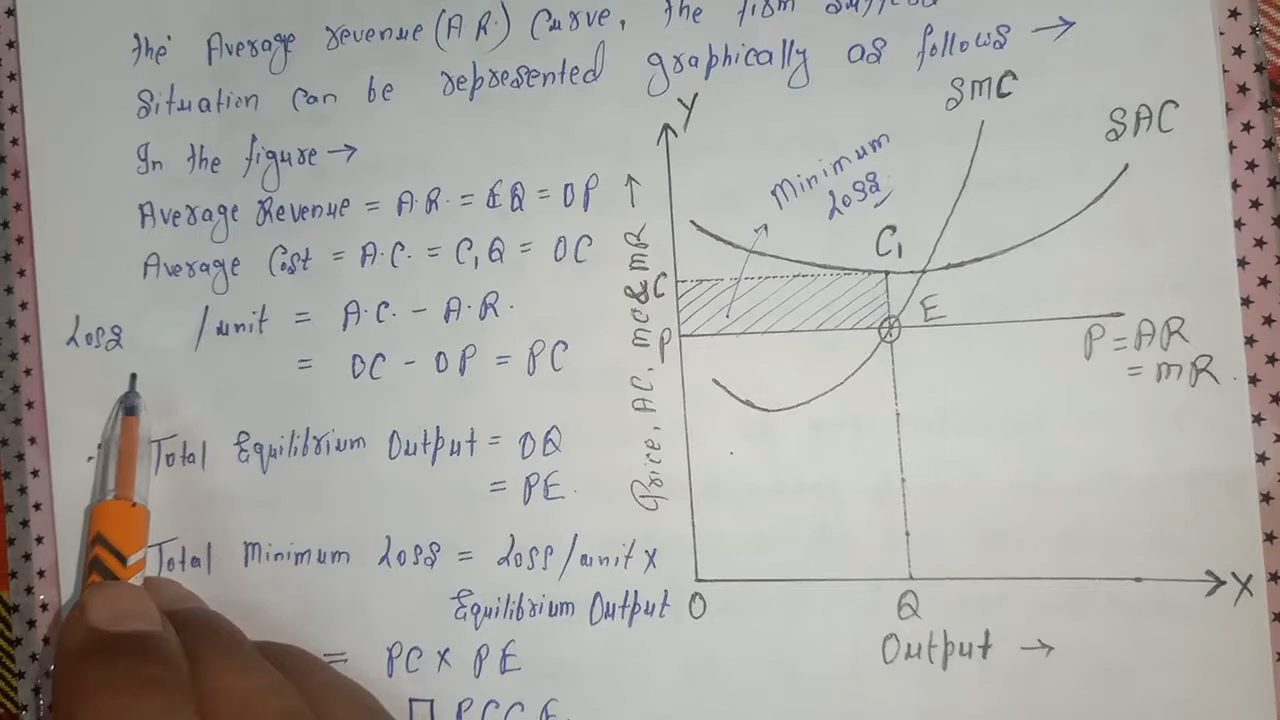 the Average revenue (A.R.) Curve, the firm
Situation can be represented graphically as follows →
In the figure →
Average Revenue = A.R. = EQ = OP
Average Cost = A.C. = C₁Q = OC
Loss /unit = A.C. - A.R.
= OC - OP = PC
Total Equilibrium Output = OQ
= PE.
Total Minimum Loss = Loss/unit x
Equilibrium Output
= PC x PE
Y
SMC
SAC
Minimum
Loss
C₁
C
E
P
P = AR
= MR.
Price, AC, MC & MR →
O
Q
X
Output →